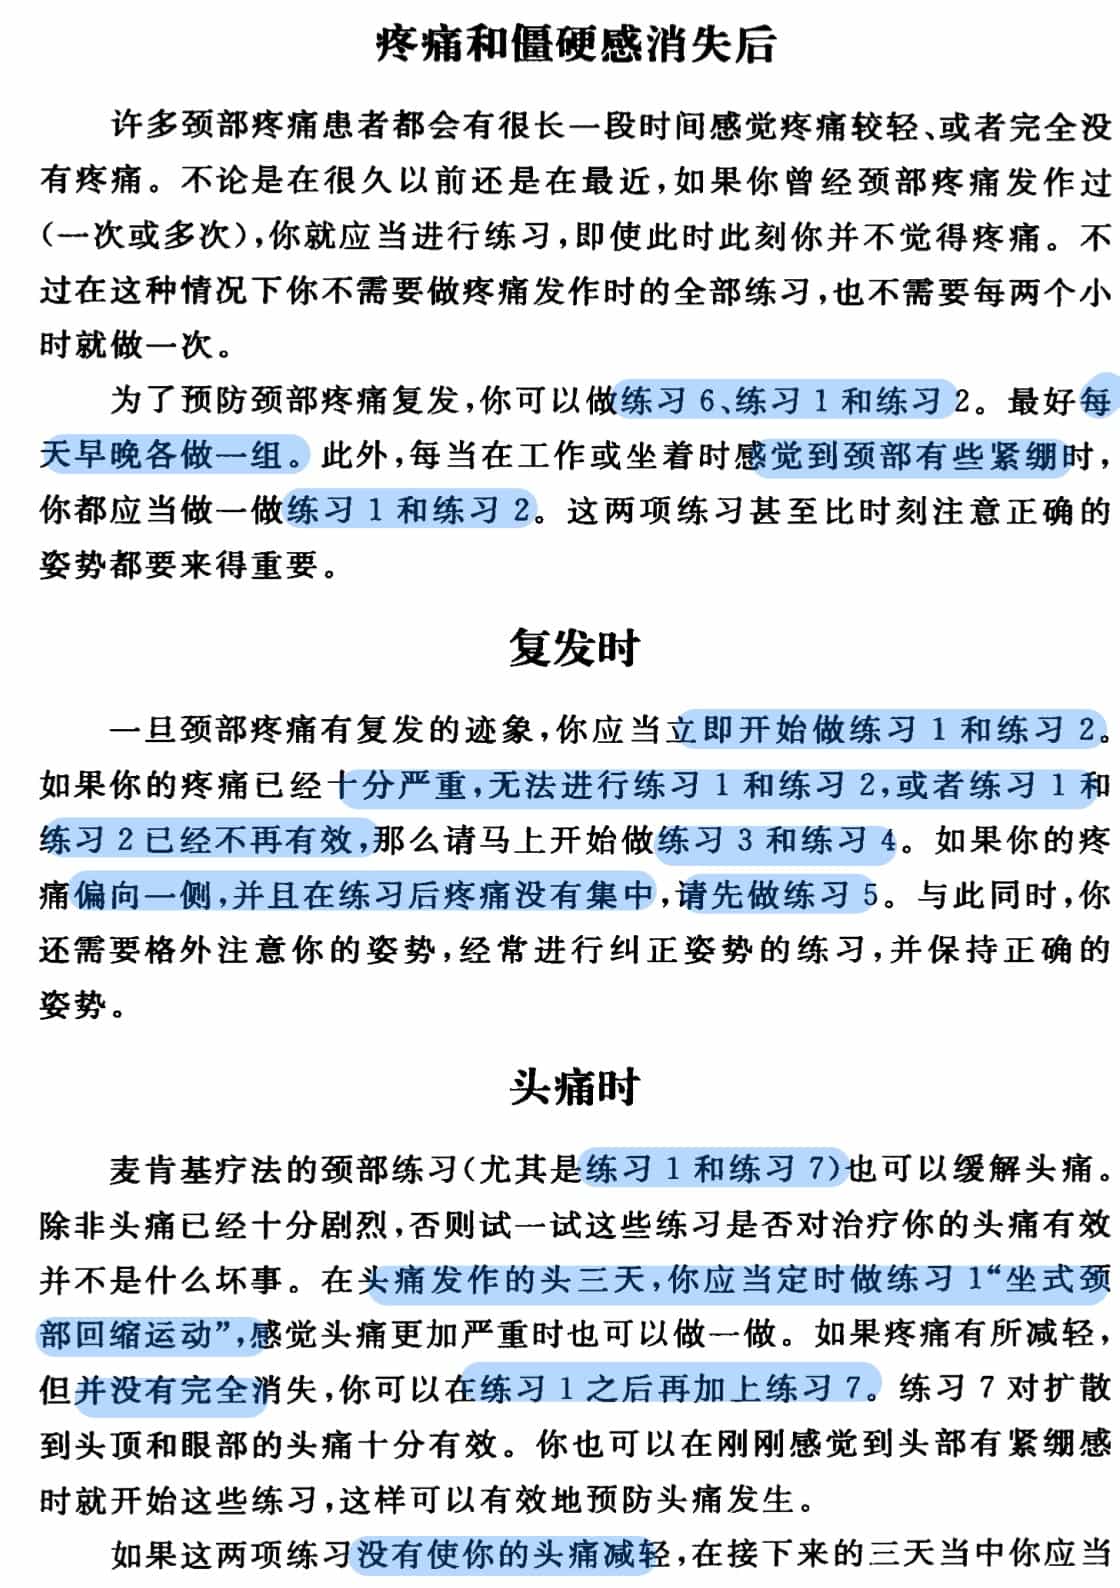 疼痛和僵硬感消失后
许多颈部疼痛患者都会有很长一段时间感觉疼痛较轻、或者完全没
有疼痛。不论是在很久以前还是在最近,如果你曾经颈部疼痛发作过
(一次或多次),你就应当进行练习,即使此时此刻你并不觉得疼痛。不
过在这种情况下你不需要做疼痛发作时的全部练习,也不需要每两个小
时就做一次。
为了预防颈部疼痛复发,你可以做练习 6、练习 1 和练习 2。最好每
天早晚各做一组。此外,每当在工作或坐着时感觉到颈部有些紧绷时,
你都应当做一做练习 1 和练习 2。这两项练习甚至比时刻注意正确的
姿势都要来得重要。
复发时
一旦颈部疼痛有复发的迹象,你应当立即开始做练习 1 和练习 2。
如果你的疼痛已经十分严重,无法进行练习 1 和练习 2,或者练习 1 和
练习 2 已经不再有效,那么请马上开始做练习 3 和练习 4。如果你的疼
痛偏向一侧,并且在练习后疼痛没有集中,请先做练习 5。与此同时,你
还需要格外注意你的姿势,经常进行纠正姿势的练习,并保持正确的
姿势。
头痛时
麦肯基疗法的颈部练习(尤其是练习 1 和练习 7)也可以缓解头痛。
除非头痛已经十分剧烈,否则试一试这些练习是否对治疗你的头痛有效
并不是什么坏事。在头痛发作的头三天,你应当定时做练习 1“坐式颈
部回缩运动”,感觉头痛更加严重时也可以做一做。如果疼痛有所减轻,
但并没有完全消失,你可以在练习 1 之后再加上练习 7。练习 7 对扩散
到头顶和眼部的头痛十分有效。你也可以在刚刚感觉到头部有紧绷感
时就开始这些练习,这样可以有效地预防头痛发生。
如果这两项练习没有使你的头痛减轻,在接下来的三天当中你应当